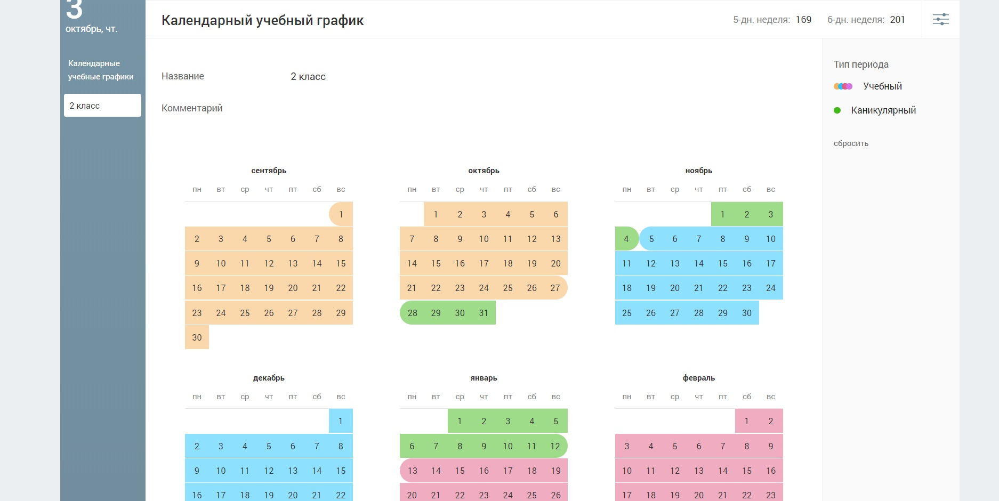 3
октябрь, чт.
Календарные
учебные графики
2 класс
Календарный учебный график
5-дн. неделя: 169 6-дн. неделя: 201
Название 2 класс
Комментарий
Тип периода
Учебный
Каникулярный
сбросить
сентябрь
пн вт ср чт пт сб вс
1
2 3 4 5 6 7 8
9 10 11 12 13 14 15
16 17 18 19 20 21 22
23 24 25 26 27 28 29
30
октябрь
пн вт ср чт пт сб вс
1 2 3 4 5 6
7 8 9 10 11 12 13
14 15 16 17 18 19 20
21 22 23 24 25 26 27
28 29 30 31
ноябрь
пн вт ср чт пт сб вс
1 2 3
4 5 6 7 8 9 10
11 12 13 14 15 16 17
18 19 20 21 22 23 24
25 26 27 28 29 30
декабрь
пн вт ср чт пт сб вс
1
2 3 4 5 6 7 8
9 10 11 12 13 14 15
16 17 18 19 20 21 22
январь
пн вт ср чт пт сб вс
1 2 3 4 5
6 7 8 9 10 11 12
13 14 15 16 17 18 19
20 21 22 23 24 25 26
февраль
пн вт ср чт пт сб вс
1 2
3 4 5 6 7 8 9
10 11 12 13 14 15 16
17 18 19 20 21 22 23